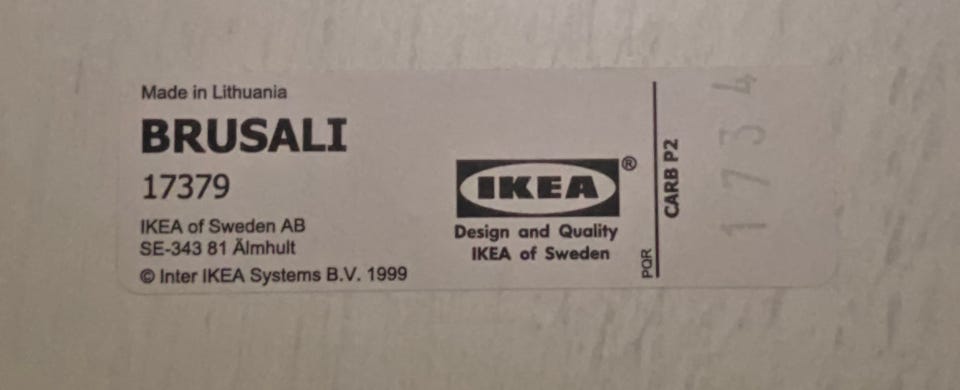 Made in Lithuania
BRUSALI
17379
IKEA of Sweden AB
SE-343 81 Älmhult
© Inter IKEA Systems B.V. 1999
IKEA®
Design and Quality
IKEA of Sweden
PQR
CARB P2
1734